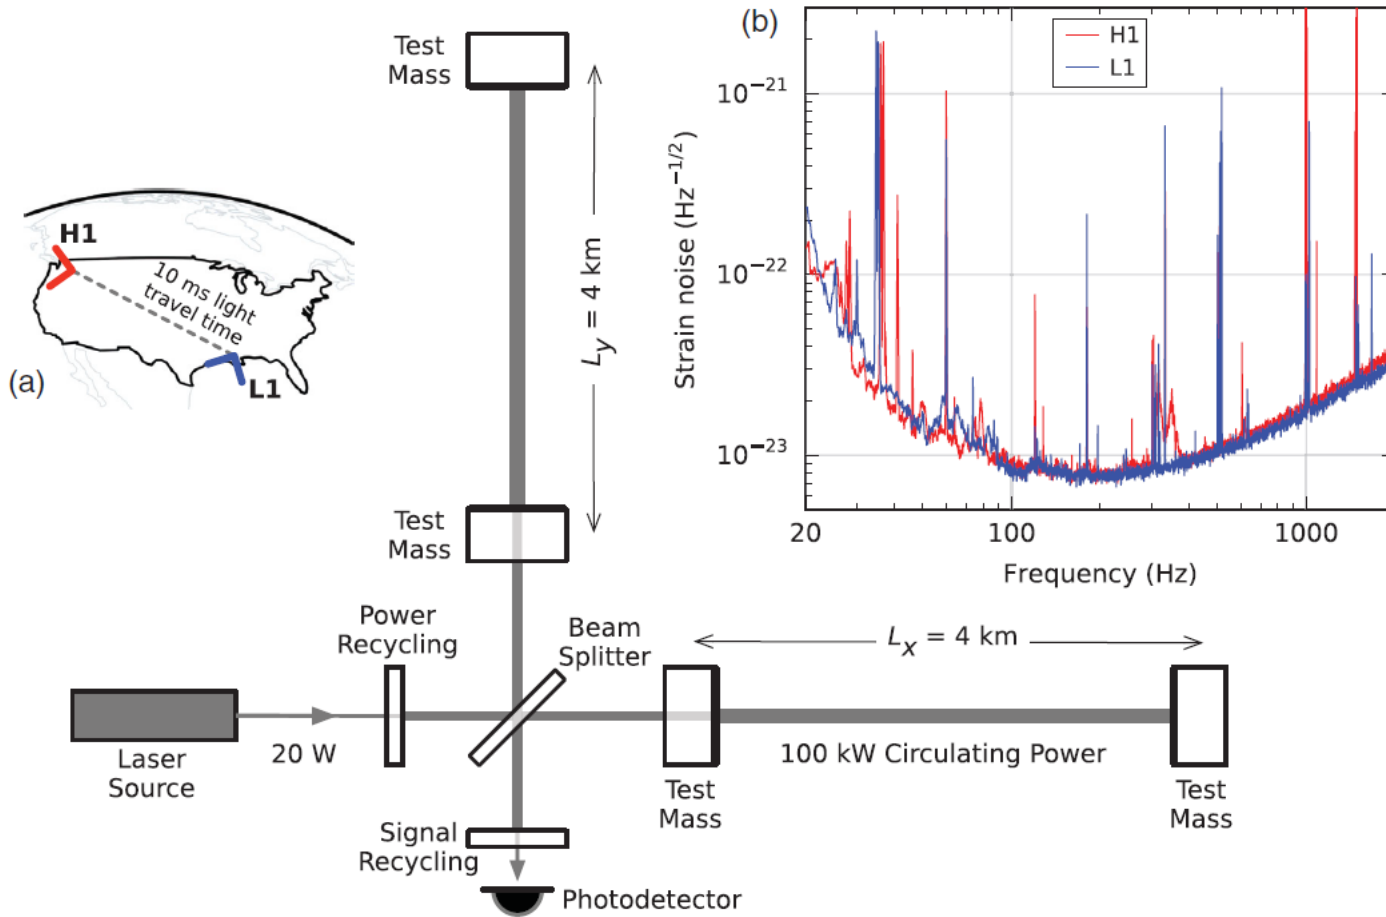 (a)
H1
10 ms light
travel time
L1
Test
Mass
L_y = 4 km
Test
Mass
Power
Recycling
Beam
Splitter
Laser
Source
20 W
Signal
Recycling
Photodetector
L_x = 4 km
100 kW Circulating Power
Test
Mass
Test
Mass
(b)
H1
L1
Strain noise (Hz^{-1/2})
10^{-21}
10^{-22}
10^{-23}
20
100
1000
Frequency (Hz)